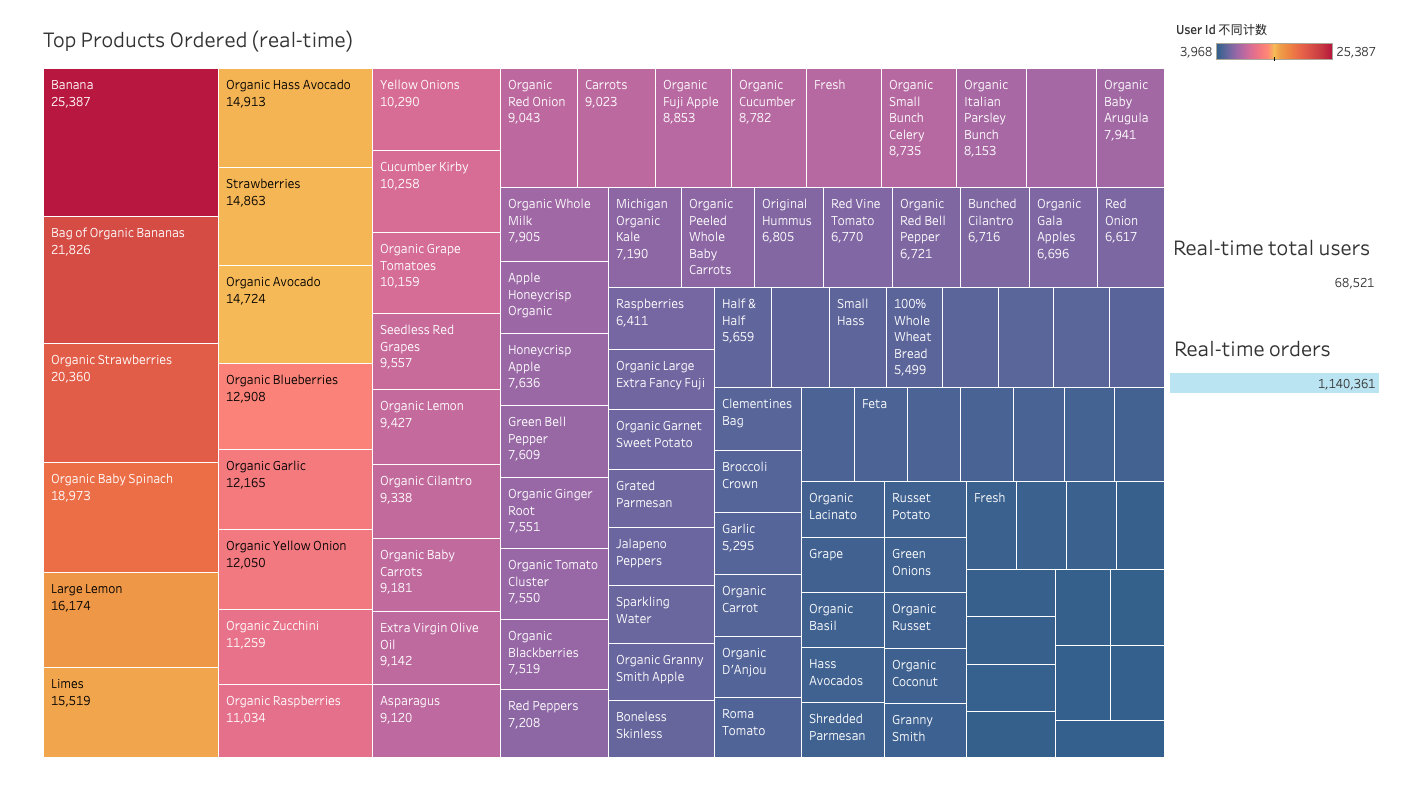 Top Products Ordered (real-time)
User Id 不同计数
3,968
25,387
Banana
25,387
Bag of Organic Bananas
21,826
Organic Strawberries
20,360
Organic Baby Spinach
18,973
Large Lemon
16,174
Limes
15,519
Organic Hass Avocado
14,913
Strawberries
14,863
Organic Avocado
14,724
Organic Blueberries
12,908
Organic Garlic
12,165
Organic Yellow Onion
12,050
Organic Zucchini
11,259
Organic Raspberries
11,034
Yellow Onions
10,290
Cucumber Kirby
10,258
Organic Grape
Tomatoes
10,159
Seedless Red
Grapes
9,557
Organic Lemon
9,427
Organic Cilantro
9,338
Organic Baby
Carrots
9,181
Extra Virgin Olive
Oil
9,142
Asparagus
9,120
Organic
Red Onion
9,043
Carrots
9,023
Organic
Fuji Apple
8,853
Organic
Cucumber
8,782
Fresh
Organic
Small
Bunch
Celery
8,735
Organic
Italian
Parsley
Bunch
8,153
Organic
Baby
Arugula
7,941
Organic Whole
Milk
7,905
Apple
Honeycrisp
Organic
Honeycrisp
Apple
7,636
Green Bell
Pepper
7,609
Organic Ginger
Root
7,551
Organic Tomato
Cluster
7,550
Organic
Blackberries
7,519
Red Peppers
7,208
Michigan
Organic
Kale
7,190
Organic
Peeled
Whole
Baby
Carrots
Original
Hummus
6,805
Red Vine
Tomato
6,770
Organic
Red Bell
Pepper
6,721
Bunched
Cilantro
6,716
Organic
Gala
Apples
6,696
Red
Onion
6,617
Raspberries
6,411
Organic Large
Extra Fancy Fuji
Organic Garnet
Sweet Potato
Grated
Parmesan
Jalapeno
Peppers
Sparkling
Water
Organic Granny
Smith Apple
Boneless
Skinless
Half &
Half
5,659
Small
Hass
100%
Whole
Wheat
Bread
5,499
Clementines
Bag
Broccoli
Crown
Garlic
5,295
Organic
Carrot
Organic
D'Anjou
Roma
Tomato
Feta
Organic
Lacinato
Grape
Organic
Basil
Hass
Avocados
Shredded
Parmesan
Russet
Potato
Green
Onions
Organic
Russet
Organic
Coconut
Granny
Smith
Fresh
Real-time total users
68,521
Real-time orders
1,140,361